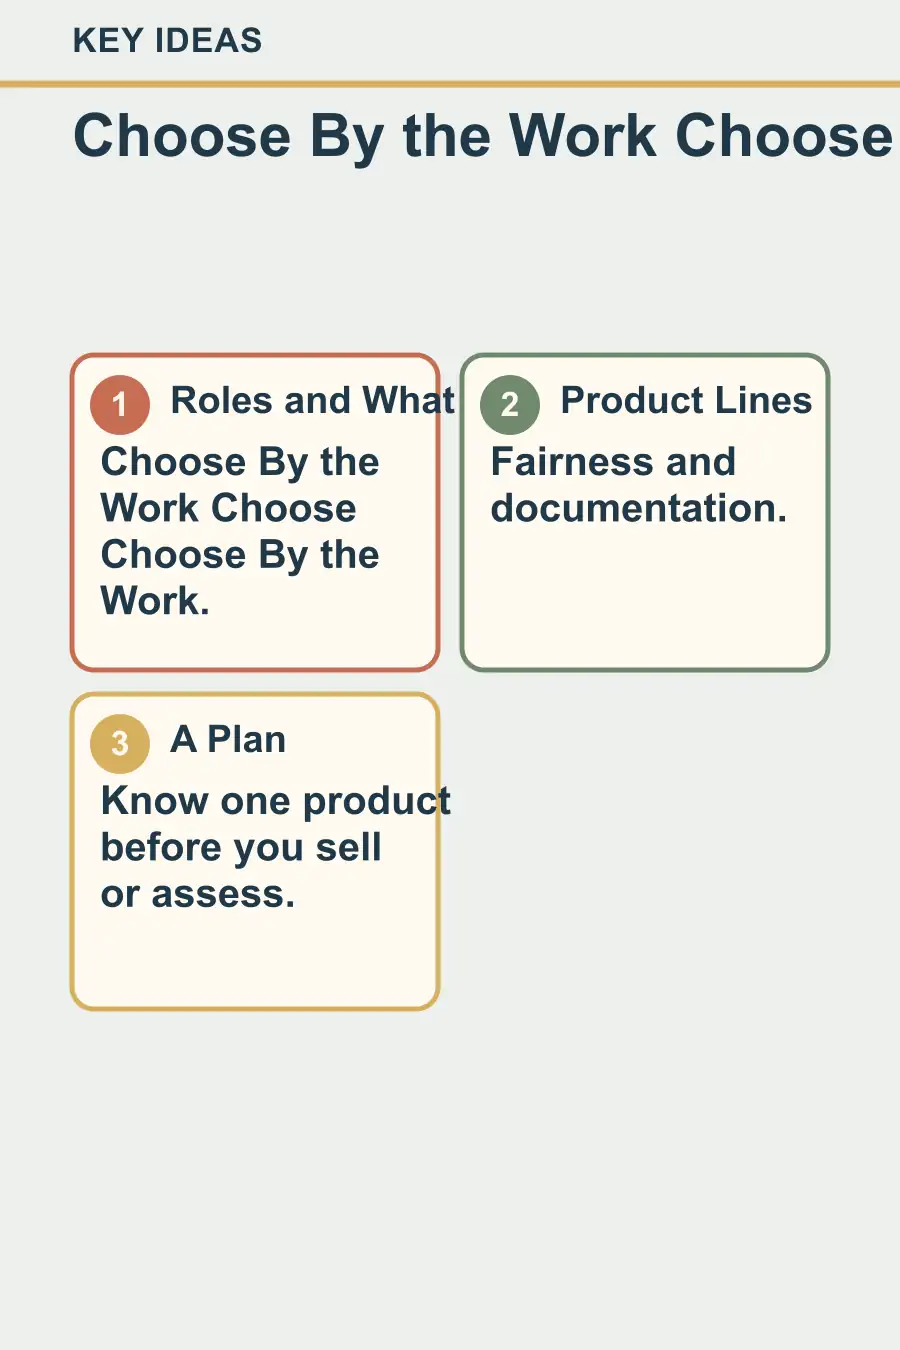 KEY IDEAS
Choose By the Work Choose
1
Roles and What
Choose By the
Work Choose
Choose By the
Work.
2
Product Lines
Fairness and
documentation.
3
A Plan
Know one product
before you sell
or assess.